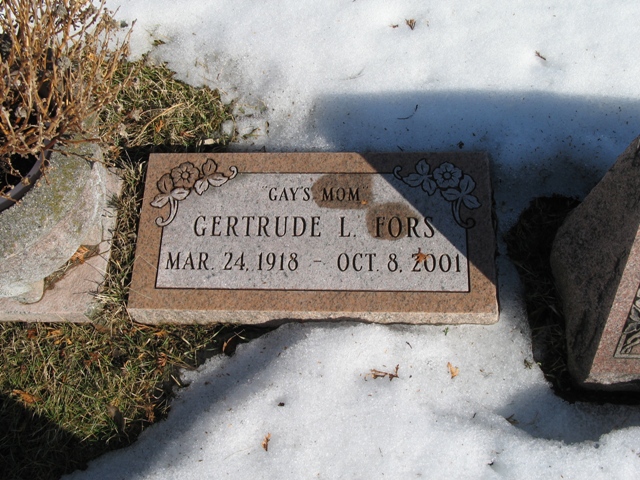 "GAY'S MOM"
GERTRUDE L. FORS
MAR. 24, 1918 – OCT. 8, 2001